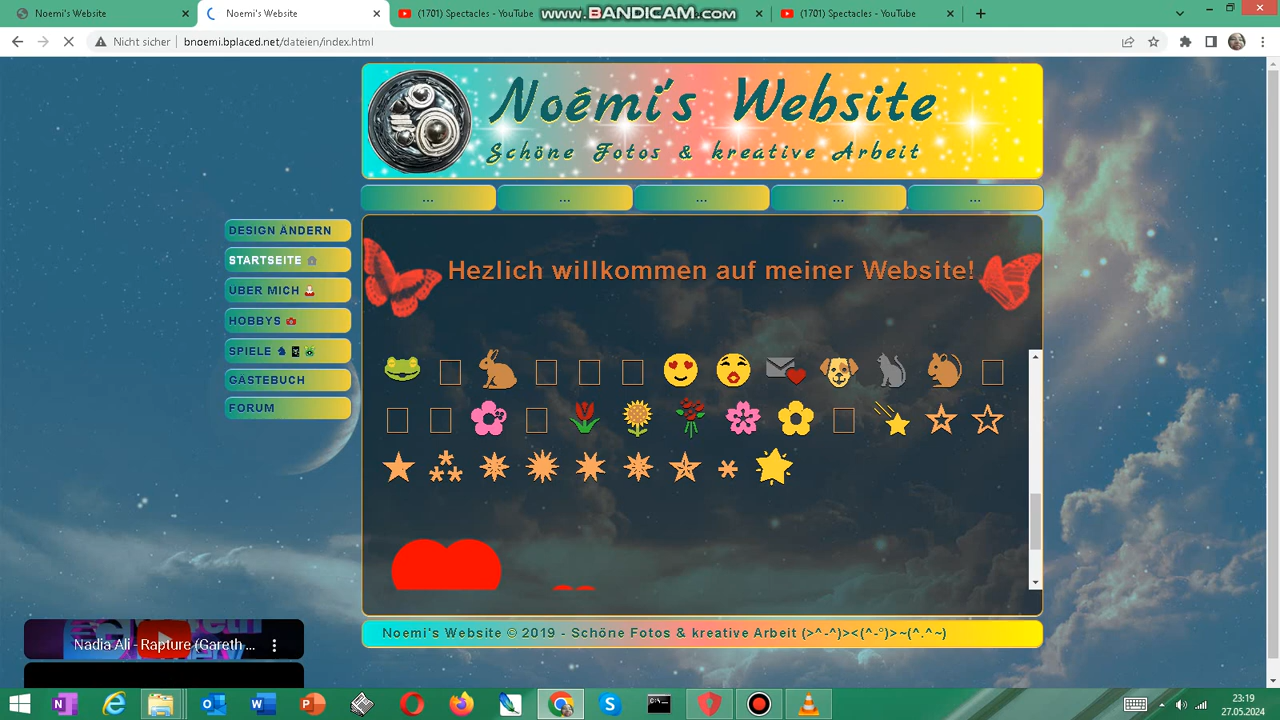 Noemi's Website
Noemi's Website
(1701) Spectacles - YouTube
www.BANDICAM.com
(1701) Spectacles - YouTube
Nicht sicher
bnoemi.bplaced.net/dateien/index.html
Noémi's Website
Schöne Fotos & kreative Arbeit
... ... ... ... ...
DESIGN ÄNDERN
STARTSEITE
ÜBER MICH
HOBBYS
SPIELE
GÄSTEBUCH
FORUM
Hezlich willkommen auf meiner Website!
Nadia Ali - Rapture (Gareth ...
Noemi's Website © 2019 - Schöne Fotos & kreative Arbeit (>^-^)><(^-°)>~(^.^~)
23:19
27.05.2024